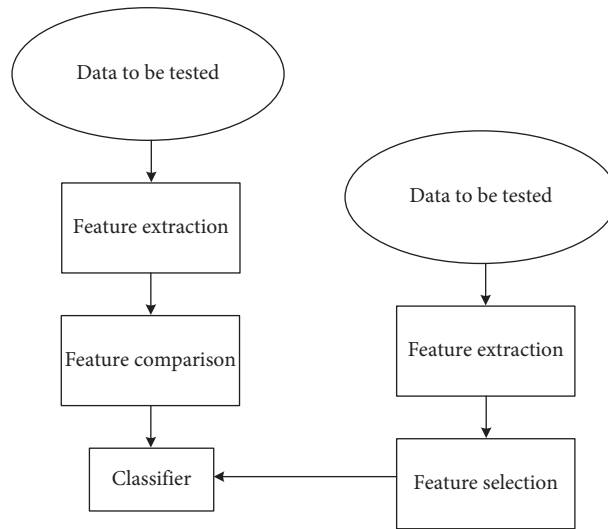 Data to be tested
Feature extraction
Feature comparison
Classifier
Data to be tested
Feature extraction
Feature selection